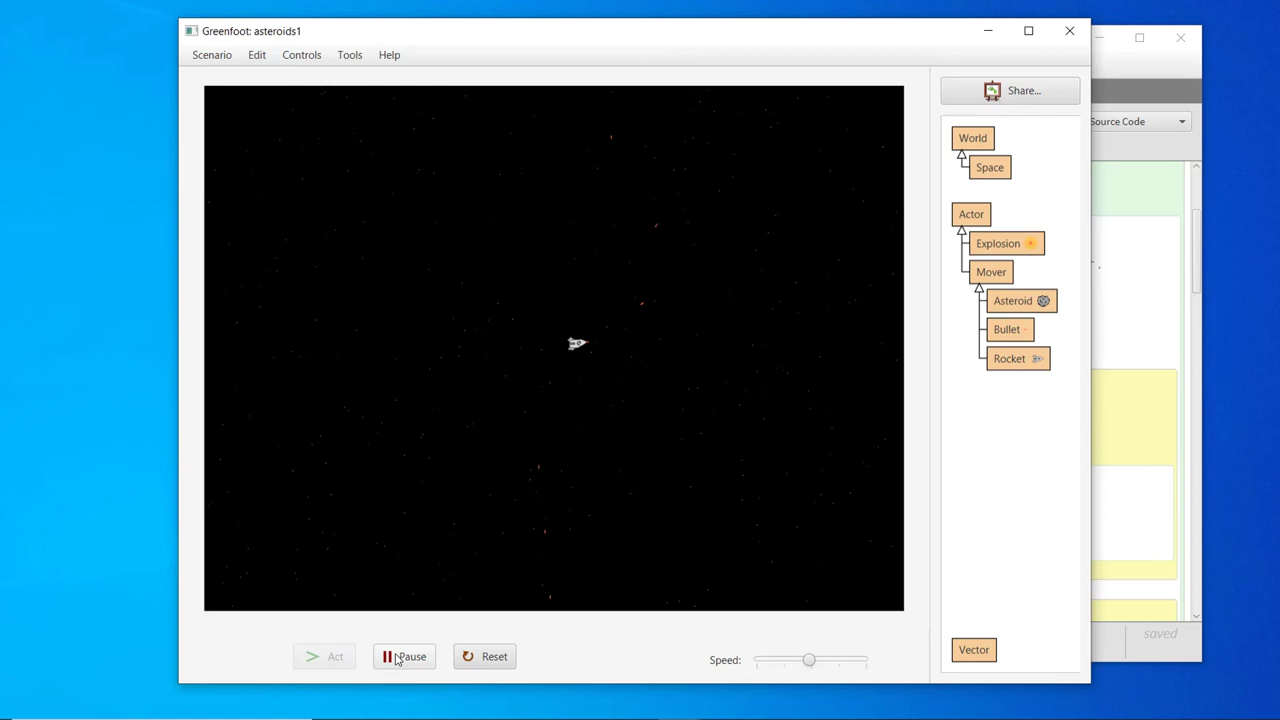 Greenfoot: asteroids1
Scenario Edit Controls Tools Help
Share...
Source Code
World
Space
Actor
Explosion
Mover
Asteroid
Bullet
Rocket
Vector
saved
Act Pause Reset Speed: